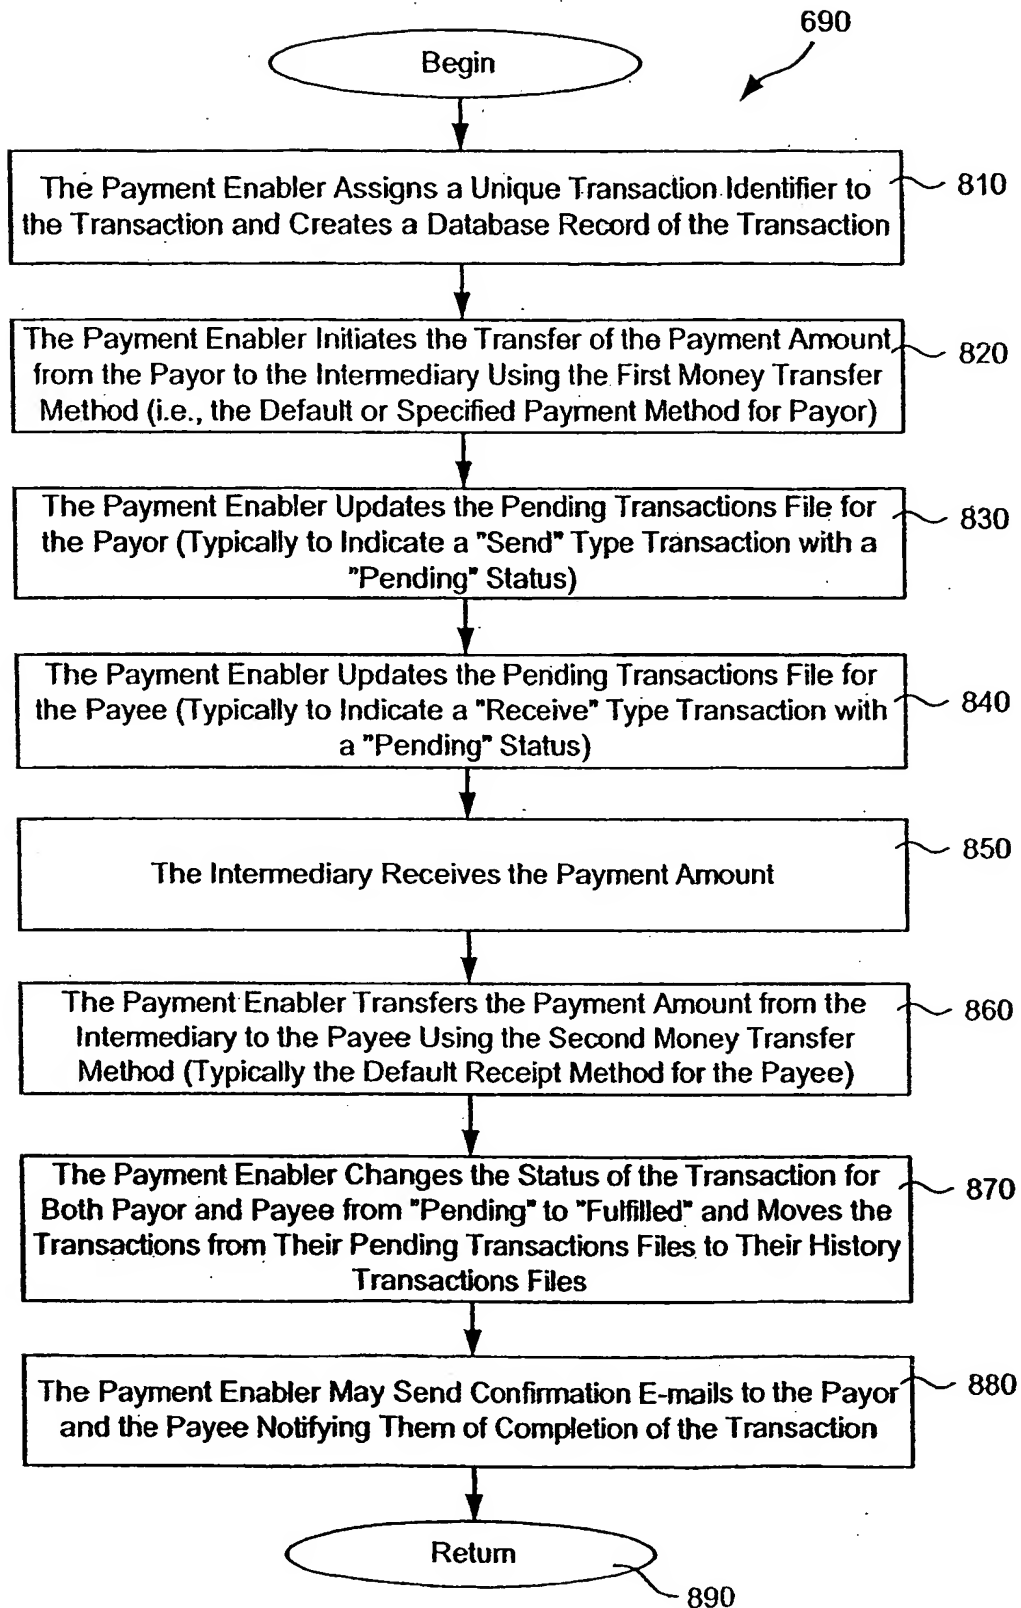 690
Begin
The Payment Enabler Assigns a Unique Transaction Identifier to
the Transaction and Creates a Database Record of the Transaction
810
The Payment Enabler Initiates the Transfer of the Payment Amount
from the Payor to the Intermediary Using the First Money Transfer
Method (i.e., the Default or Specified Payment Method for Payor)
820
The Payment Enabler Updates the Pending Transactions File for
the Payor (Typically to Indicate a "Send" Type Transaction with a
"Pending" Status)
830
The Payment Enabler Updates the Pending Transactions File for
the Payee (Typically to Indicate a "Receive" Type Transaction with
a "Pending" Status)
840
The Intermediary Receives the Payment Amount
850
The Payment Enabler Transfers the Payment Amount from the
Intermediary to the Payee Using the Second Money Transfer
Method (Typically the Default Receipt Method for the Payee)
860
The Payment Enabler Changes the Status of the Transaction for
Both Payor and Payee from "Pending" to "Fulfilled" and Moves the
Transactions from Their Pending Transactions Files to Their History
Transactions Files
870
The Payment Enabler May Send Confirmation E-mails to the Payor
and the Payee Notifying Them of Completion of the Transaction
880
Return
890